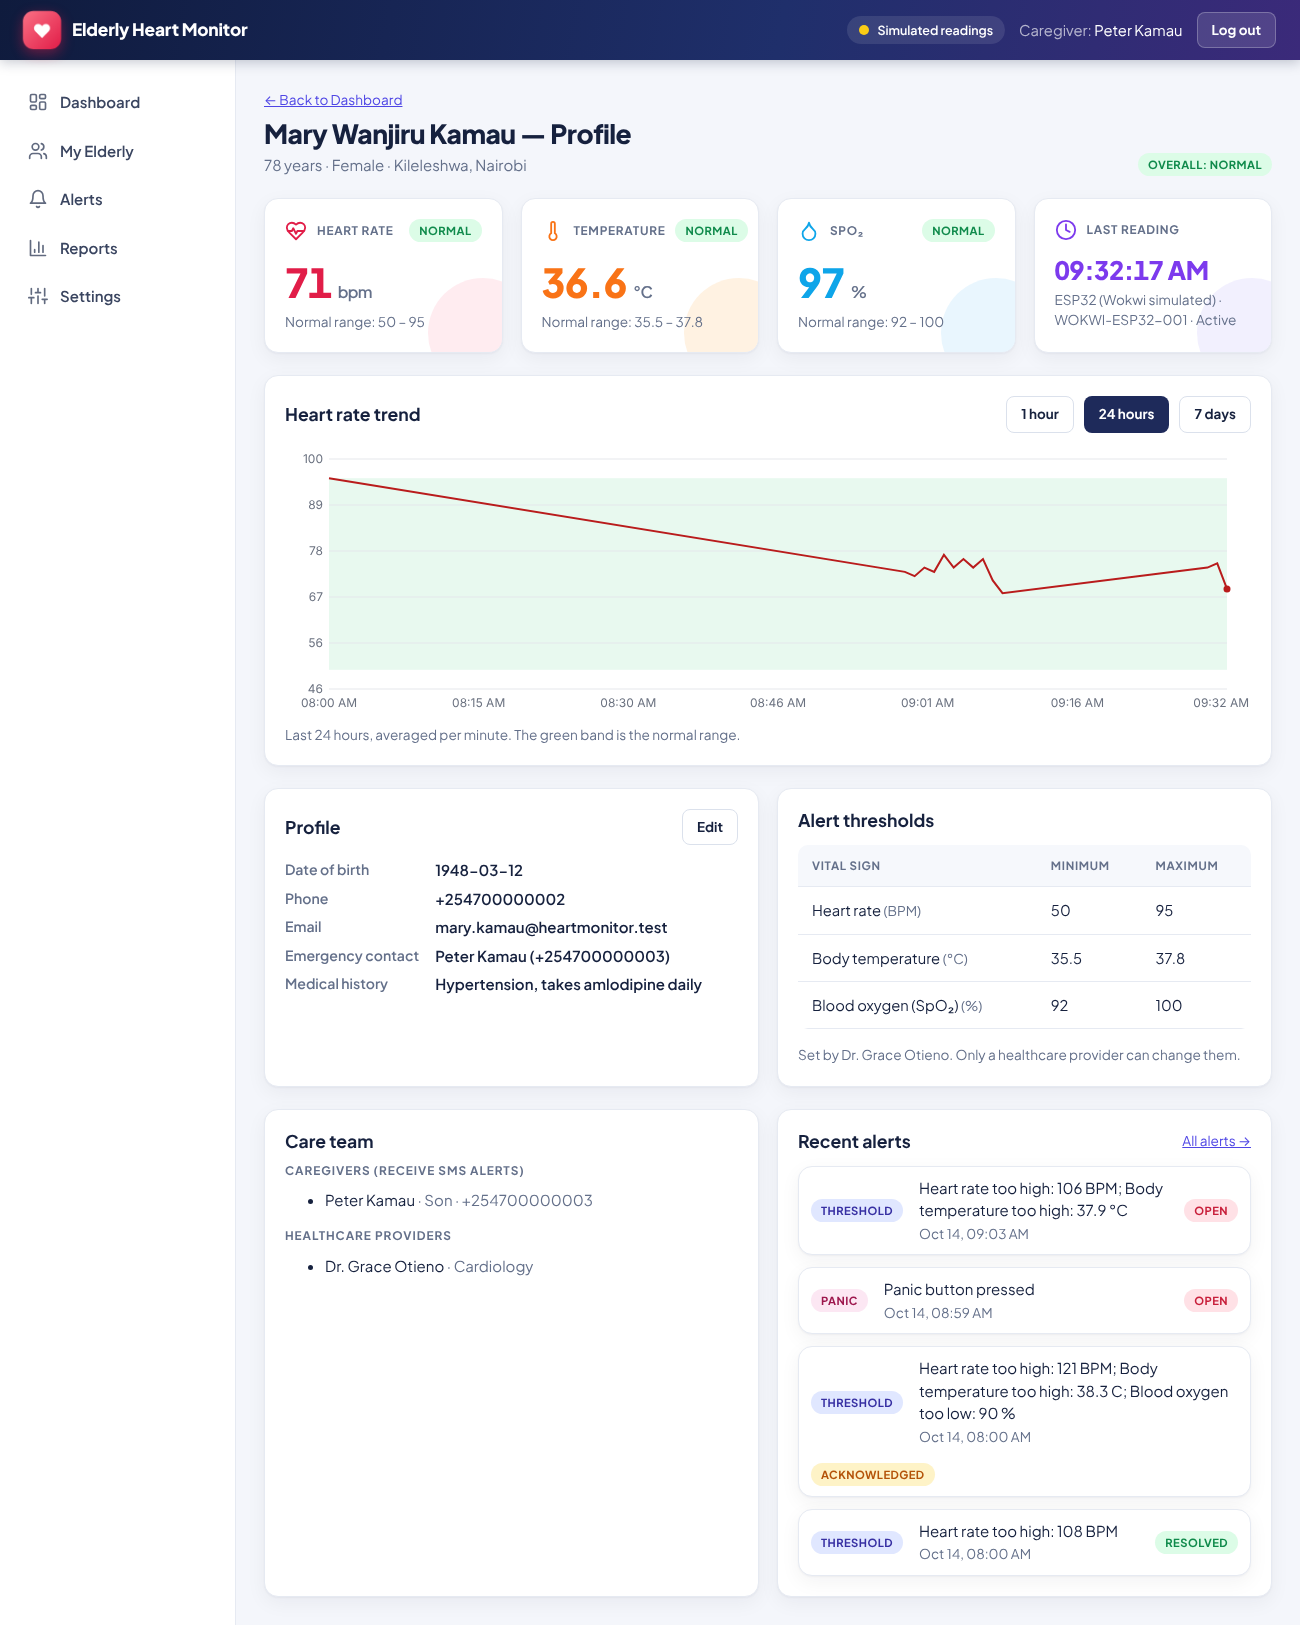 Elderly Heart Monitor
Simulated readings
Caregiver: Peter Kamau
Log out
Dashboard
My Elderly
Alerts
Reports
Settings
← Back to Dashboard
Mary Wanjiru Kamau — Profile
78 years · Female · Kileleshwa, Nairobi
OVERALL: NORMAL
HEART RATE
NORMAL
71 bpm
Normal range: 50 – 95
TEMPERATURE
NORMAL
36.6 °C
Normal range: 35.5 – 37.8
SPO₂
NORMAL
97 %
Normal range: 92 – 100
LAST READING
09:32:17 AM
ESP32 (Wokwi simulated) ·
WOKWI-ESP32-001 · Active
Heart rate trend
1 hour
24 hours
7 days
100
89
78
67
56
46
08:00 AM
08:15 AM
08:30 AM
08:46 AM
09:01 AM
09:16 AM
09:32 AM
Last 24 hours, averaged per minute. The green band is the normal range.
Profile
Edit
Date of birth 1948-03-12
Phone +254700000002
Email mary.kamau@heartmonitor.test
Emergency contact Peter Kamau (+254700000003)
Medical history Hypertension, takes amlodipine daily
Alert thresholds
VITAL SIGN MINIMUM MAXIMUM
Heart rate (BPM) 50 95
Body temperature (°C) 35.5 37.8
Blood oxygen (SpO₂) (%) 92 100
Set by Dr. Grace Otieno. Only a healthcare provider can change them.
Care team
CAREGIVERS (RECEIVE SMS ALERTS)
• Peter Kamau · Son · +254700000003
HEALTHCARE PROVIDERS
• Dr. Grace Otieno · Cardiology
Recent alerts
All alerts →
THRESHOLD
Heart rate too high: 106 BPM; Body
temperature too high: 37.9 °C
Oct 14, 09:03 AM
OPEN
PANIC
Panic button pressed
Oct 14, 08:59 AM
OPEN
THRESHOLD
Heart rate too high: 121 BPM; Body
temperature too high: 38.3 C; Blood oxygen
too low: 90 %
Oct 14, 08:00 AM
ACKNOWLEDGED
THRESHOLD
Heart rate too high: 108 BPM
Oct 14, 08:00 AM
RESOLVED